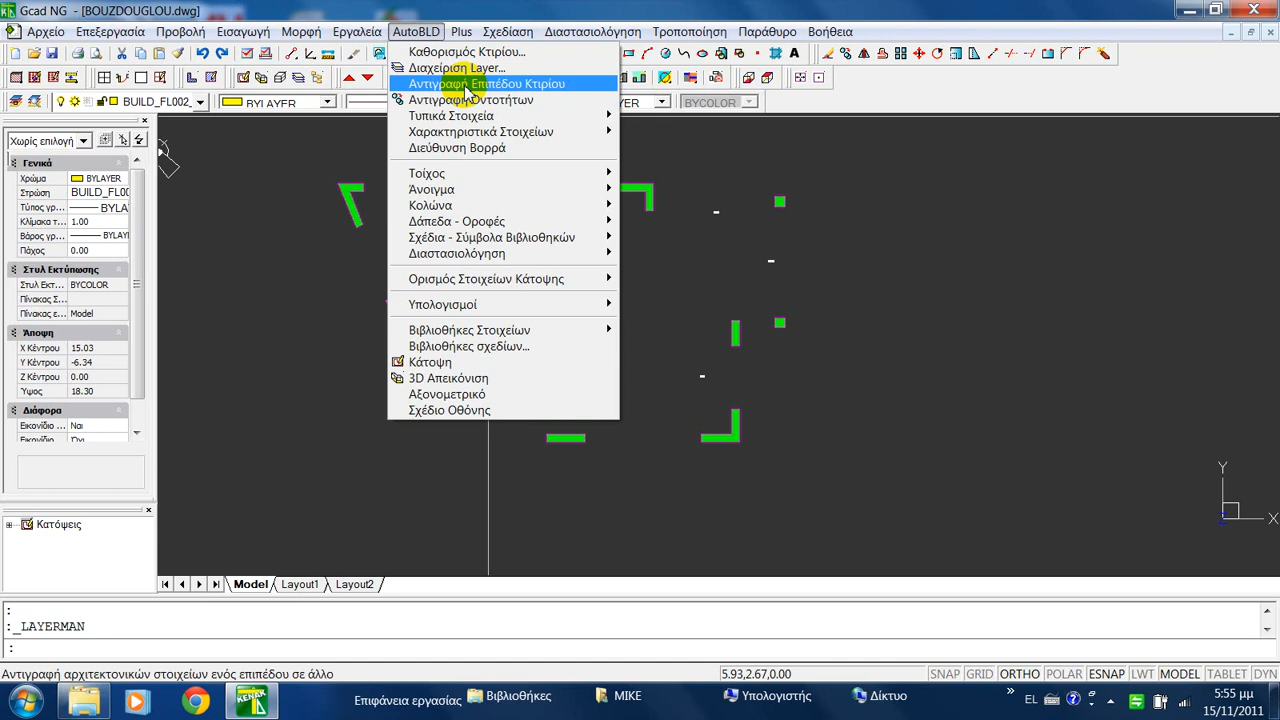 Gcad NG - [BOUZDOUGLOU.dwg]
Αρχείο Επεξεργασία Προβολή Εισαγωγή Μορφή Εργαλεία AutoBLD Plus Σχεδίαση Διαστασιολόγηση Τροποποίηση Παράθυρο Βοήθεια
BUILD_FL002_ BYLAYER BYCOLOR
Καθορισμός Κτιρίου...
Διαχείριση Layer...
Αντιγραφή Επιπέδου Κτιρίου
Αντιγραφή Οντοτήτων
Τυπικά Στοιχεία
Χαρακτηριστικά Στοιχείων
Διεύθυνση Βορρά
Τοίχος
Άνοιγμα
Κολώνα
Δάπεδα - Οροφές
Σχέδια - Σύμβολα Βιβλιοθηκών
Διαστασιολόγηση
Ορισμός Στοιχείων Κάτοψης
Υπολογισμοί
Βιβλιοθήκες Στοιχείων
Βιβλιοθήκες σχεδίων...
Κάτοψη
3D Απεικόνιση
Αξονομετρικό
Σχέδιο Οθόνης
Χωρίς επιλογή
Γενικά
Χρώμα BYLAYER
Στρώση BUILD_FL00
Τύπος γρ... BYLA
Κλίμακα τ... 1.00
Βάρος γρ... BYLA
Πάχος 0.00
Στυλ Εκτύπωσης
Στυλ Εκτ... BYCOLOR
Πίνακας Σ...
Πίνακας ε... Model
Άποψη
X Κέντρου 15.03
Y Κέντρου -6.34
Z Κέντρου 0.00
Ύψος 18.30
Διάφορα
Εικονίδιο ... Ναι
Κατόψεις
Y
X
Z
Model Layout1 Layout2
:
:_LAYERMAN
:
Αντιγραφή αρχιτεκτονικών στοιχείων ενός επιπέδου σε άλλο 5.93,2.67,0.00 SNAP GRID ORTHO POLAR ESNAP LWT MODEL TABLET DYN
KENAK Επιφάνεια εργασίας Βιβλιοθήκες MIKE Υπολογιστής Δίκτυο » EL 5:55 μμ
15/11/2011